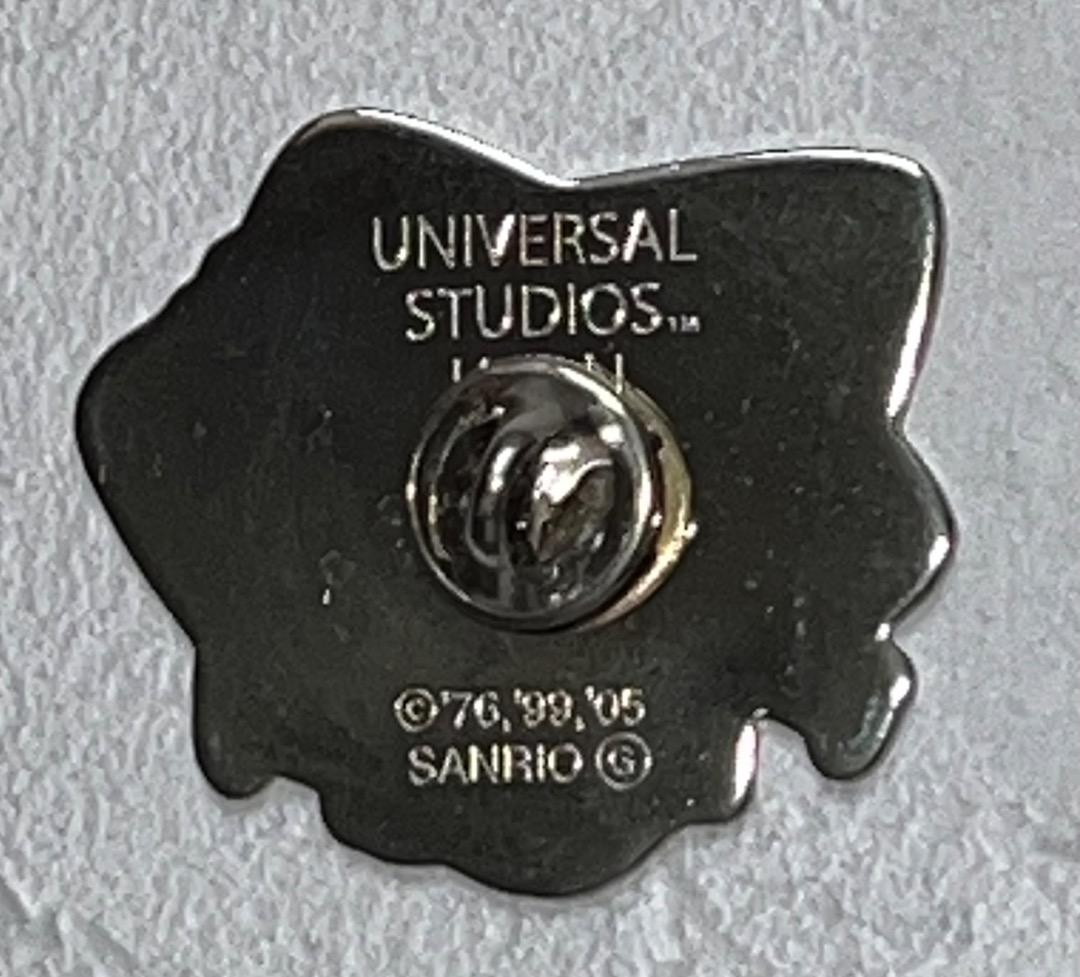 UNIVERSAL
STUDIOS™
©'76,'99,'05
SANRIO Ⓖ